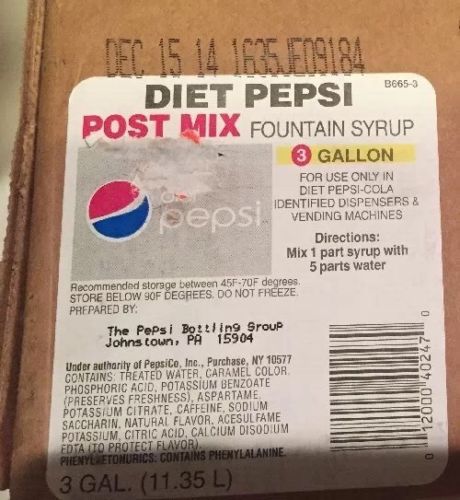 DEC 15 14 1635JE09184
B665-3
DIET PEPSI
POST MIX FOUNTAIN SYRUP
3 GALLON
FOR USE ONLY IN
DIET PEPSI-COLA
IDENTIFIED DISPENSERS &
VENDING MACHINES
pepsi
Directions:
Mix 1 part syrup with
5 parts water
Recommended storage between 45F-70F degrees.
STORE BELOW 90F DEGREES, DO NOT FREEZE.
PREPARED BY:
The Pepsi Bottling Group
Johnstown, PA 15904
Under authority of PepsiCo, Inc., Purchase, NY 10577
CONTAINS: TREATED WATER, CARAMEL COLOR,
PHOSPHORIC ACID, POTASSIUM BENZOATE
(PRESERVES FRESHNESS), ASPARTAME,
POTASSIUM CITRATE, CAFFEINE, SODIUM
SACCHARIN, NATURAL FLAVOR, ACESULFAME
POTASSIUM, CITRIC ACID, CALCIUM DISODIUM
EDTA (TO PROTECT FLAVOR)
PHENYLKETONURICS: CONTAINS PHENYLALANINE.
3 GAL. (11.35 L)
0 12000 40247 0